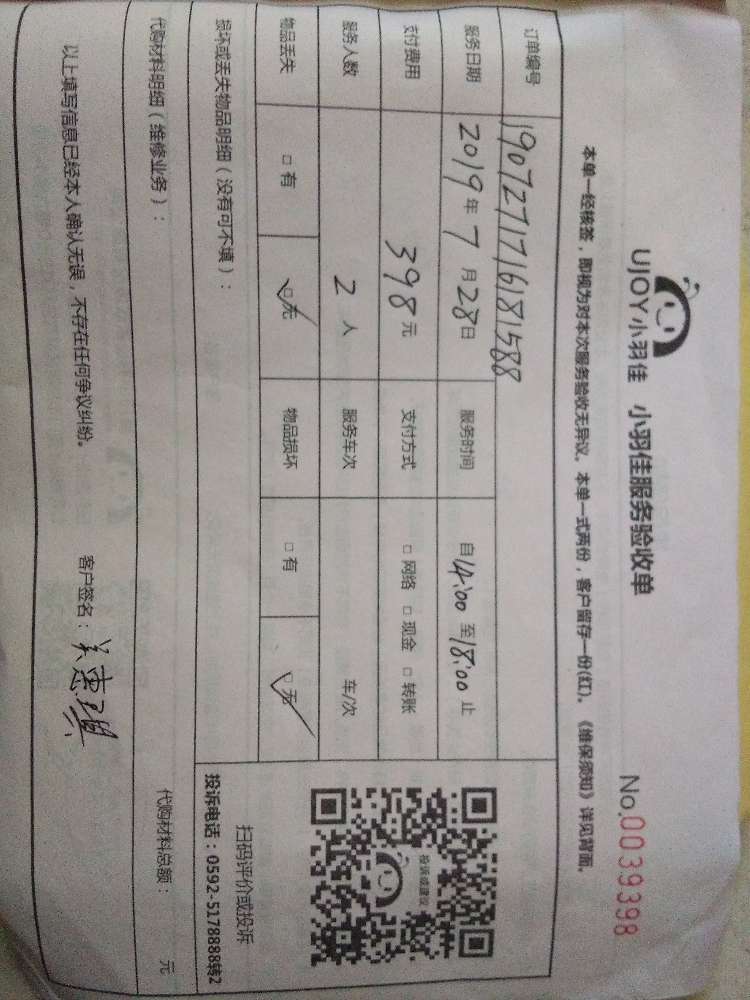 UJOY小羽佳 小羽佳服务验收单
No.0039398
本单一经核签，即视为对本次服务验收无异议。本单一式两份，客户留存一份(红)。《维保须知》详见背面。
订单编号 1907271716181588
服务日期 2019年7月28日 服务时间 自14:00至18:00止
支付费用 398元 支付方式 □网络 □现金 □转账
服务人数 2人 服务车次 车/次
物品丢失 □有 □无 物品损坏 □有 □无
损坏或丢失物品明细（没有可不填）：
投诉或建议
扫码评价或投诉
投诉电话：0592-5178888转2
代购材料明细（维修业务）： 代购材料总额： 元
以上填写信息已经本人确认无误，不存在任何争议纠纷。 客户签名：